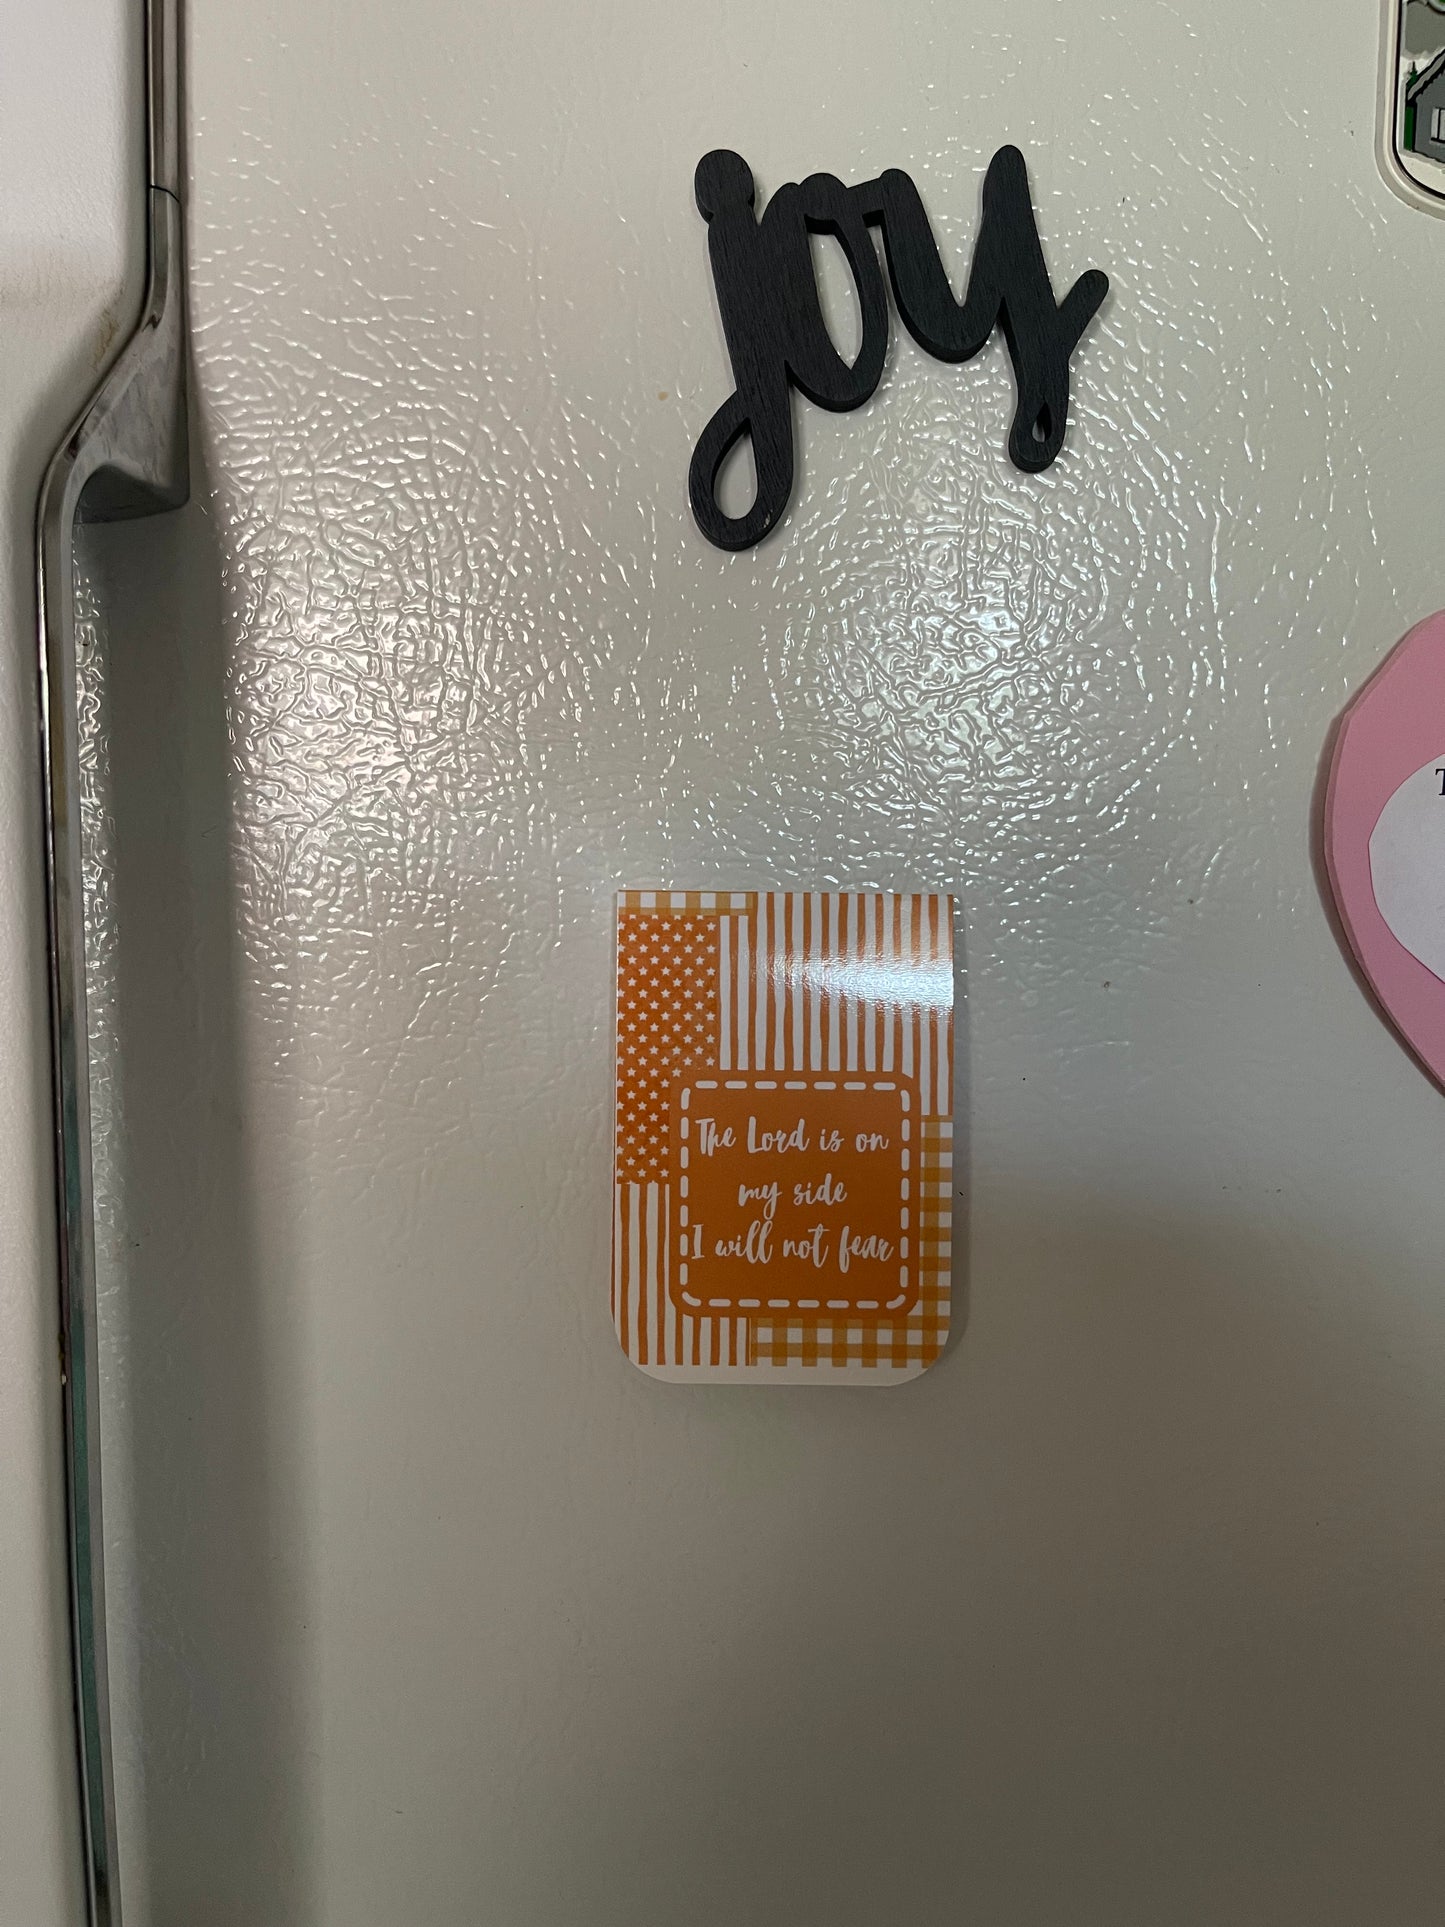 joy
The Lord is on
my side
I will not fear
T